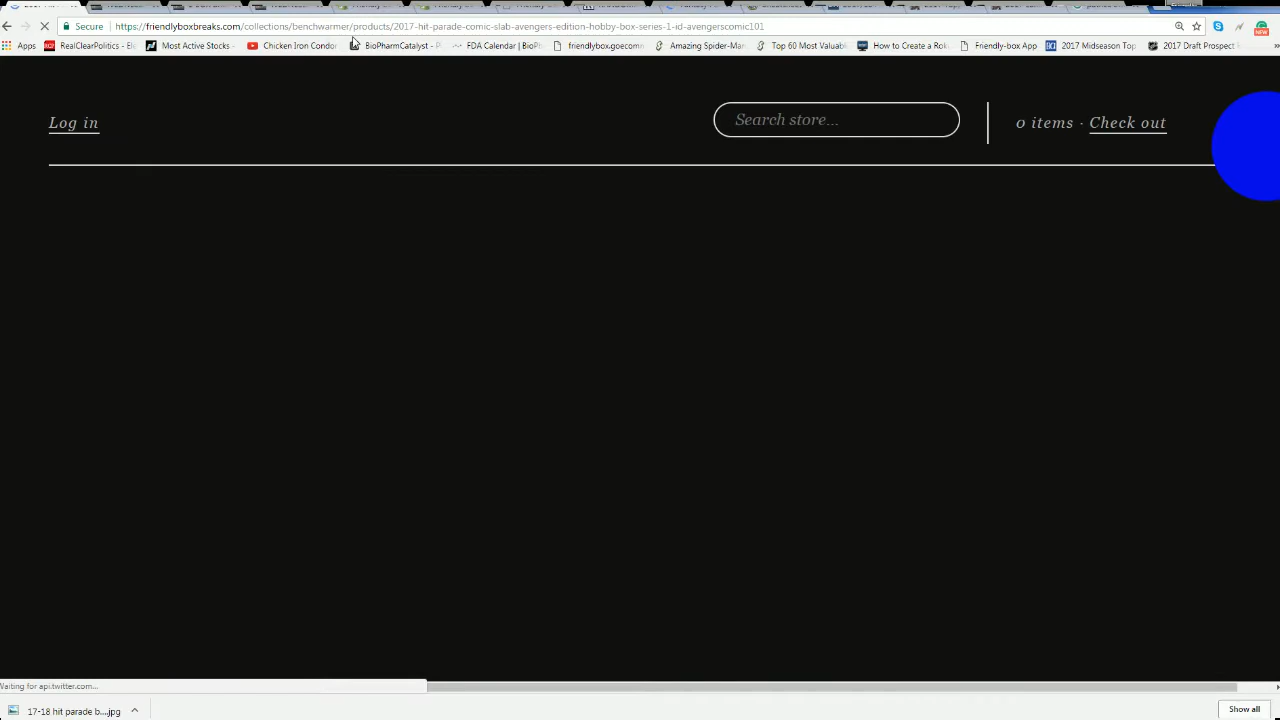 Secure https://friendlyboxbreaks.com/collections/benchwarmer/products/2017-hit-parade-comic-slab-avengers-edition-hobby-box-series-1-id-avengerscomic101
Apps RealClearPolitics - Ele Most Active Stocks - Chicken Iron Condor BioPharmCatalyst - P FDA Calendar | BioPh friendlybox.goecomm Amazing Spider-Man Top 60 Most Valuabl How to Create a Roku Friendly-box App 2017 Midseason Top 2017 Draft Prospect
Log in Search store... 0 items · Check out
Waiting for api.twitter.com...
17-18 hit parade b....jpg Show all